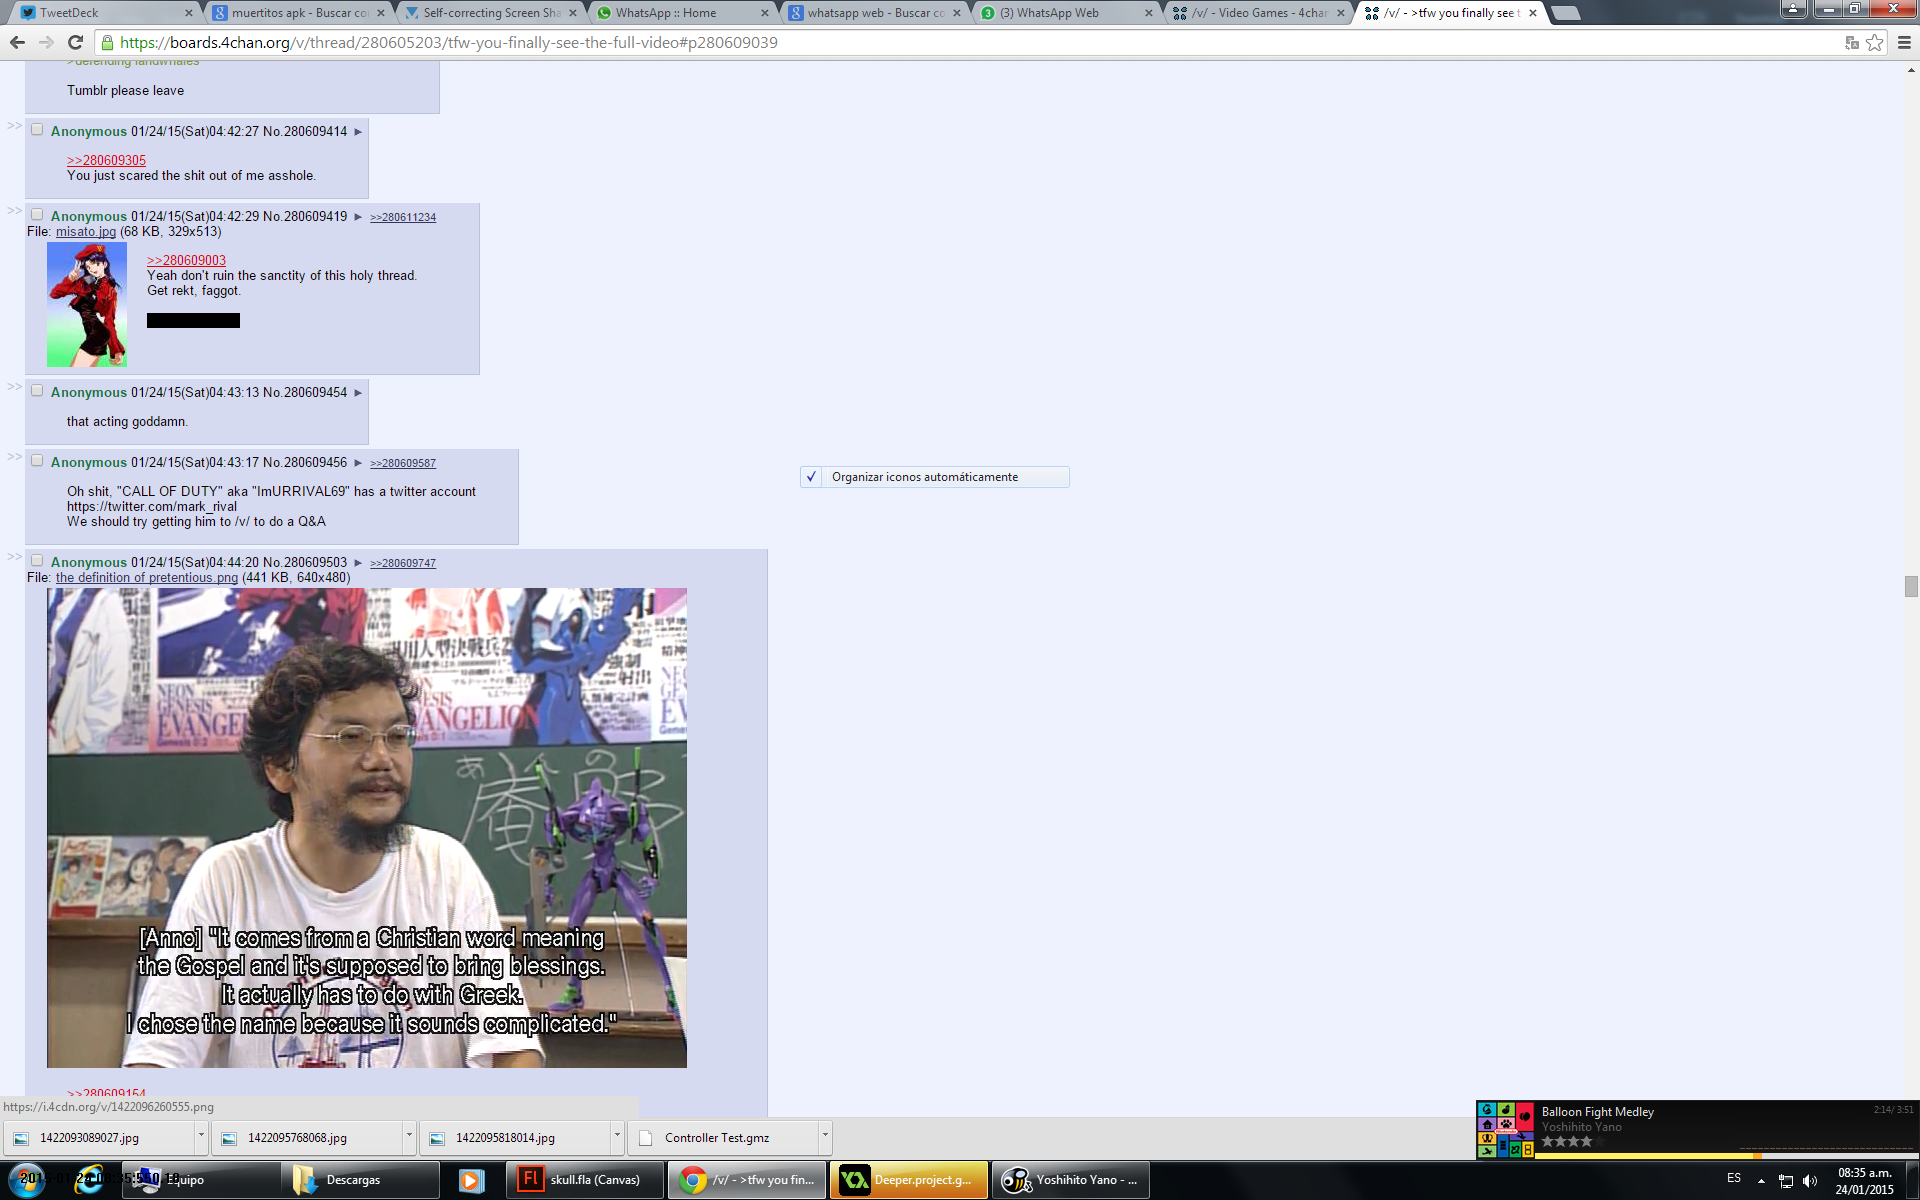 TweetDeck
muertitos apk - Buscar co
Self-correcting Screen Sha
WhatsApp :: Home
whatsapp web - Buscar co
(3) WhatsApp Web
/v/ - Video Games - 4chan
/v/ - >tfw you finally see t
https://boards.4chan.org/v/thread/280605203/tfw-you-finally-see-the-full-video#p280609039
>defending landwhales
Tumblr please leave
>> Anonymous 01/24/15(Sat)04:42:27 No.280609414 ▶
>>280609305
You just scared the shit out of me asshole.
>> Anonymous 01/24/15(Sat)04:42:29 No.280609419 ▶ >>280611234
File: misato.jpg (68 KB, 329x513)
>>280609003
Yeah don't ruin the sanctity of this holy thread.
Get rekt, faggot.
>> Anonymous 01/24/15(Sat)04:43:13 No.280609454 ▶
that acting goddamn.
>> Anonymous 01/24/15(Sat)04:43:17 No.280609456 ▶ >>280609587
Oh shit, "CALL OF DUTY" aka "ImURRIVAL69" has a twitter account
https://twitter.com/mark_rival
We should try getting him to /v/ to do a Q&A
Organizar iconos automáticamente
>> Anonymous 01/24/15(Sat)04:44:20 No.280609503 ▶ >>280609747
File: the definition of pretentious.png (441 KB, 640x480)
NEON GENESIS EVANGELION
[Anno] "It comes from a Christian word meaning
the Gospel and it's supposed to bring blessings.
It actually has to do with Greek.
I chose the name because it sounds complicated."
>>280609154
https://i.4cdn.org/v/1422096260555.png
1422093089027.jpg
1422095768068.jpg
1422095818014.jpg
Controller Test.gmz
Balloon Fight Medley
2:14/ 3:51
Yoshihito Yano
Equipo
Descargas
skull.fla (Canvas)
/v/ - >tfw you fin...
Deeper.project.g...
Yoshihito Yano - ...
ES
08:35 a.m.
24/01/2015